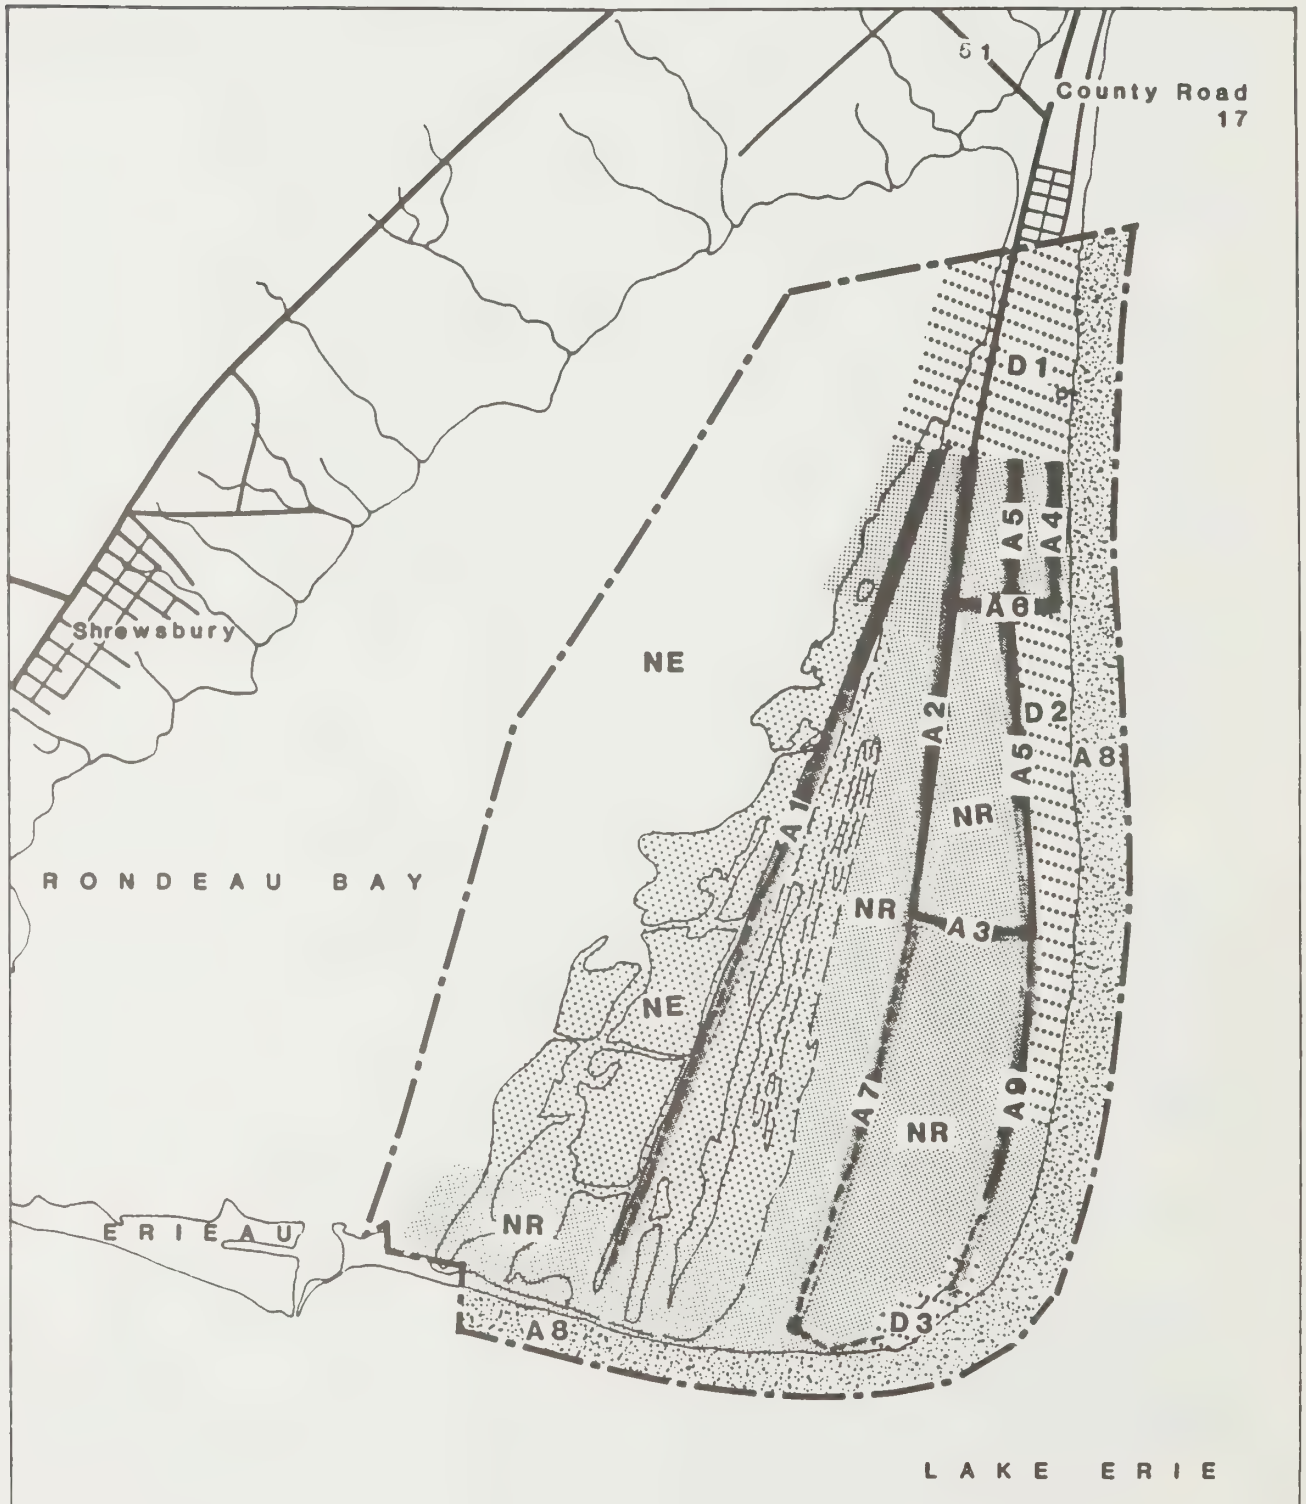 51
County Road
17
D1
A5
A4
A6
Shrewsbury
NE
A2
D2
A5
A8
A1
NR
RONDEAU BAY
NR
A3
NE
A7
A9
NR
NR
ERIEAU
D3
A8
LAKE ERIE